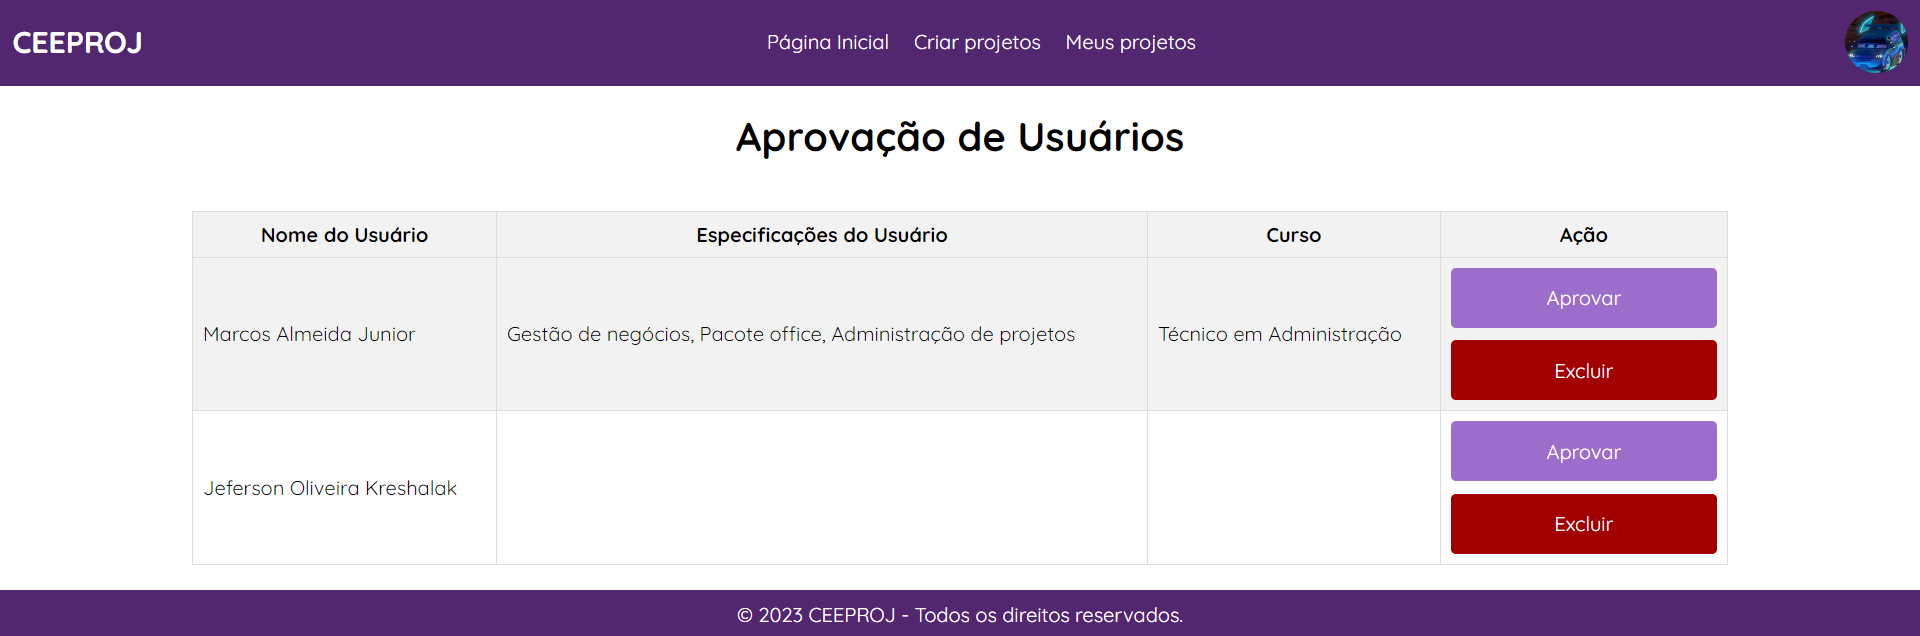 CEEPROJ
Página Inicial Criar projetos Meus projetos
Aprovação de Usuários
Nome do Usuário Especificações do Usuário Curso Ação
Marcos Almeida Junior Gestão de negócios, Pacote office, Administração de projetos Técnico em Administração
Aprovar
Excluir
Jeferson Oliveira Kreshalak
Aprovar
Excluir
© 2023 CEEPROJ - Todos os direitos reservados.